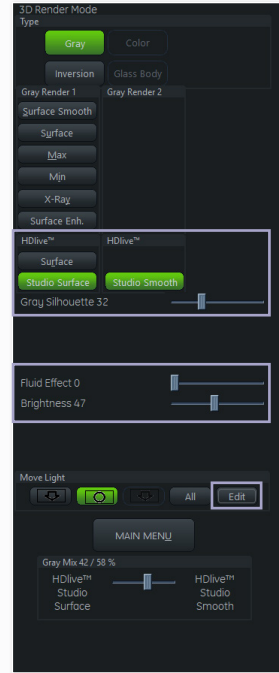 3D Render Mode
Type
Gray Color
Inversion Glass Body
Gray Render 1 Gray Render 2
Surface Smooth
Surface
Max
Min
X-Ray
Surface Enh.
HDlive™ HDlive™
Surface
Studio Surface Studio Smooth
Gray Silhouette 32
Fluid Effect 0
Brightness 47
Move Light
All Edit
MAIN MENU
Gray Mix 42 / 58 %
HDlive™ HDlive™
Studio Studio
Surface Smooth